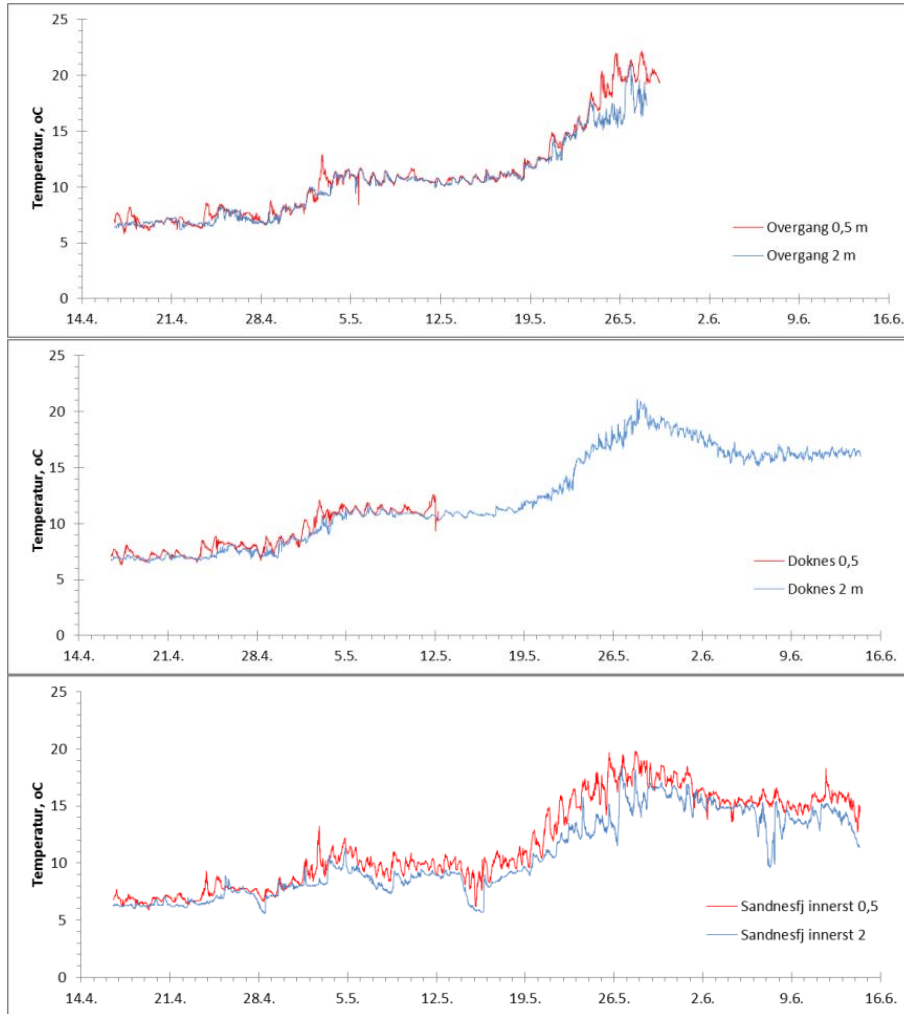 25
20
15
10
5
0
Temperatur, oC
14.4. 21.4. 28.4. 5.5. 12.5. 19.5. 26.5. 2.6. 9.6. 16.6.
Overgang 0,5 m
Overgang 2 m
25
20
15
10
5
0
Temperatur, oC
14.4. 21.4. 28.4. 5.5. 12.5. 19.5. 26.5. 2.6. 9.6. 16.6.
Doknes 0,5
Doknes 2 m
25
20
15
10
5
0
Temperatur, oC
14.4. 21.4. 28.4. 5.5. 12.5. 19.5. 26.5. 2.6. 9.6. 16.6.
Sandnesfj innerst 0,5
Sandnesfj innerst 2